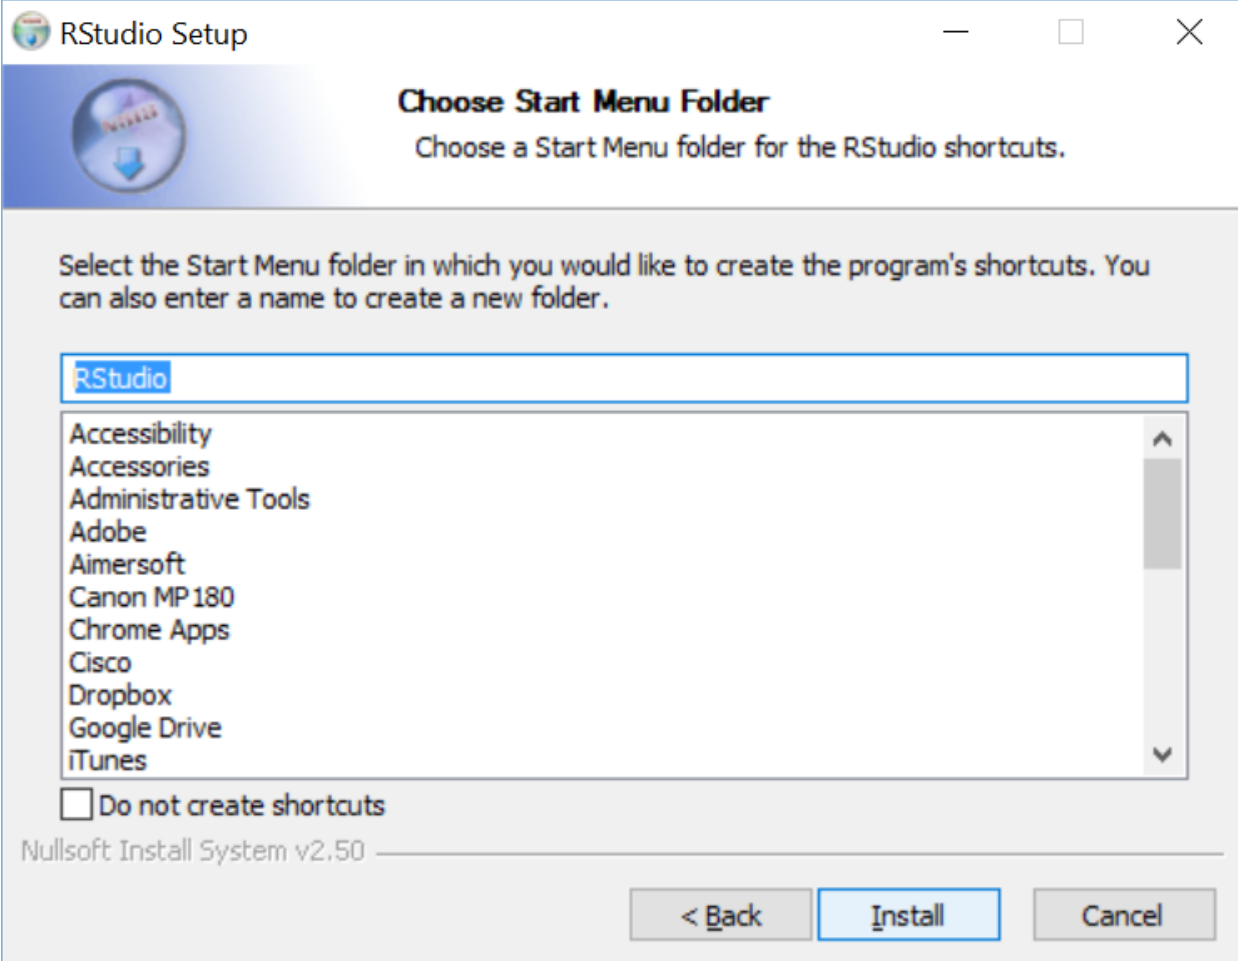 RStudio Setup
Choose Start Menu Folder
Choose a Start Menu folder for the RStudio shortcuts.
Select the Start Menu folder in which you would like to create the program's shortcuts. You
can also enter a name to create a new folder.
RStudio
Accessibility
Accessories
Administrative Tools
Adobe
Aimersoft
Canon MP180
Chrome Apps
Cisco
Dropbox
Google Drive
iTunes
Do not create shortcuts
Nullsoft Install System v2.50
< Back
Install
Cancel